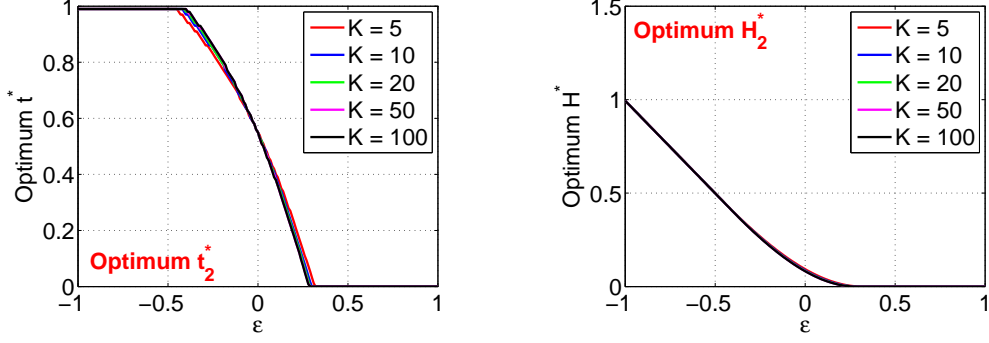 1
0.8
0.6
0.4
0.2
0
Optimum t*
−1
−0.5
0
0.5
1
ε
K = 5
K = 10
K = 20
K = 50
K = 100
Optimum t₂*
1.5
1
0.5
0
Optimum H*
−1
−0.5
0
0.5
1
ε
Optimum H₂*
K = 5
K = 10
K = 20
K = 50
K = 100